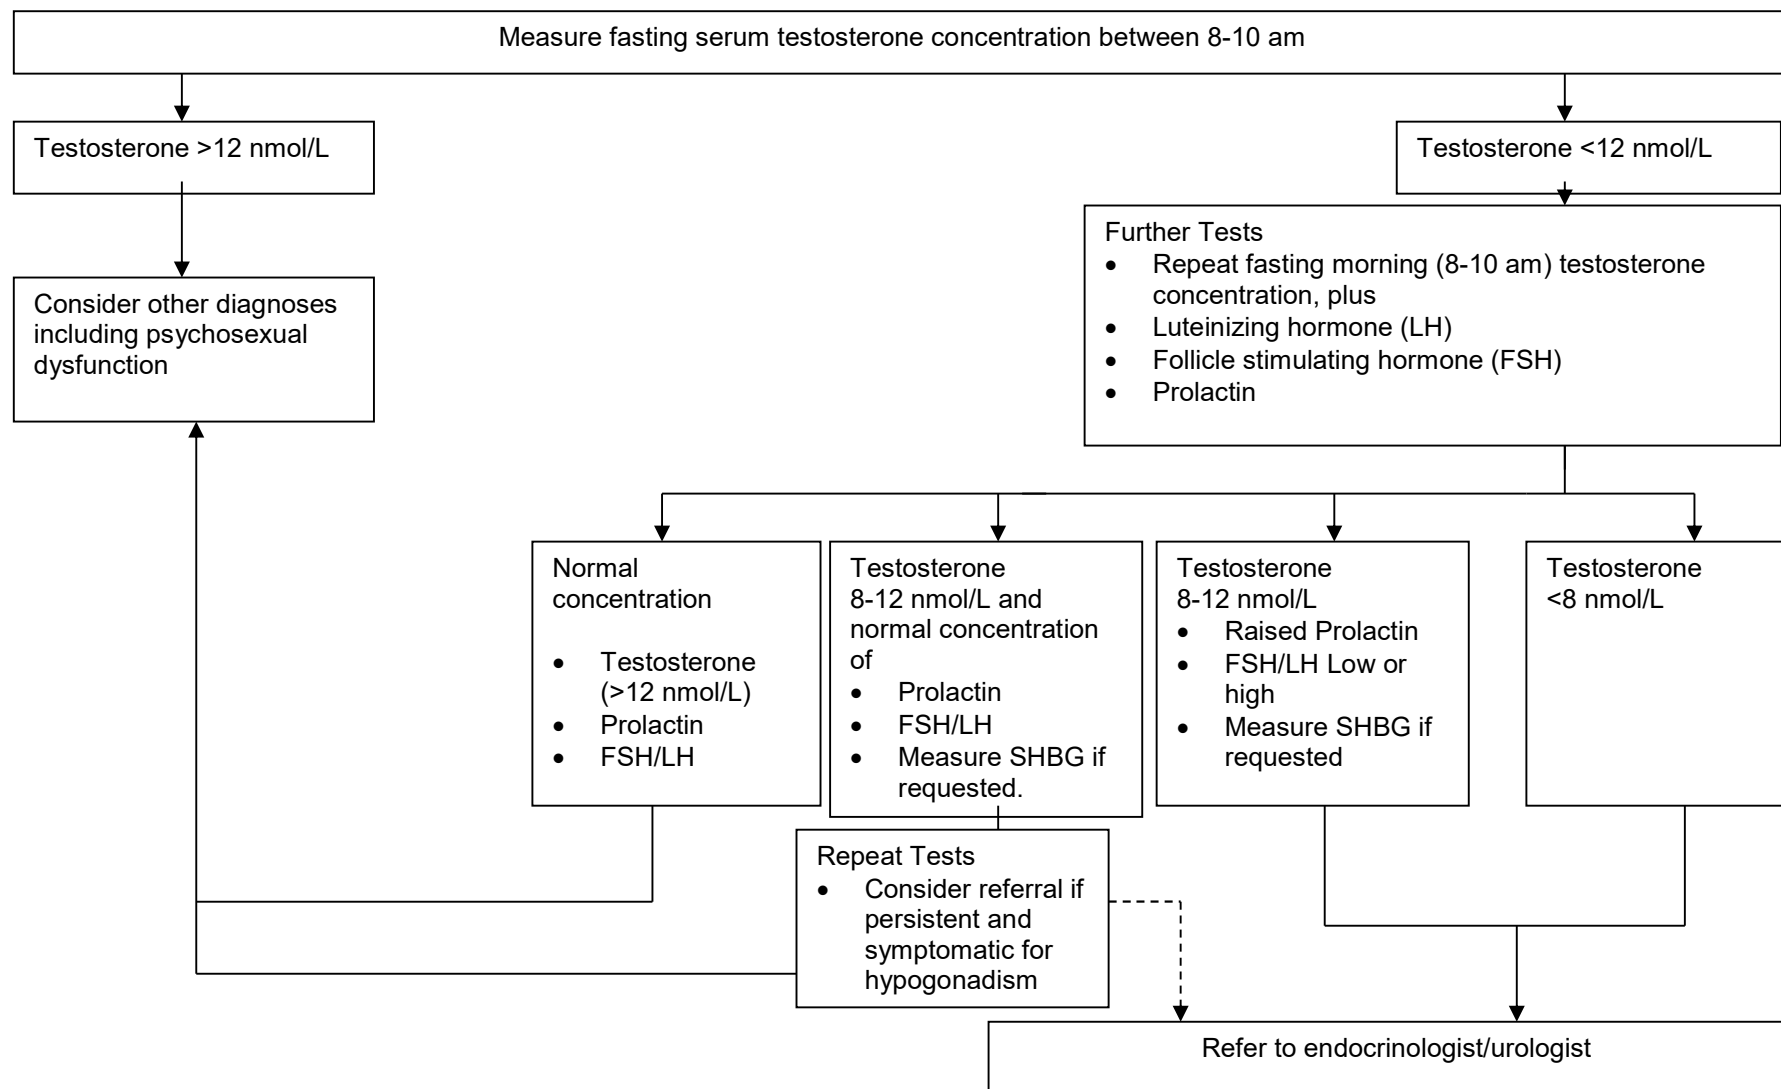 Measure fasting serum testosterone concentration between 8-10 am
Testosterone >12 nmol/L
Testosterone <12 nmol/L
Further Tests
• Repeat fasting morning (8-10 am) testosterone
concentration, plus
• Luteinizing hormone (LH)
• Follicle stimulating hormone (FSH)
• Prolactin
Consider other diagnoses
including psychosexual
dysfunction
Normal
concentration
• Testosterone
(>12 nmol/L)
• Prolactin
• FSH/LH
Testosterone
8-12 nmol/L and
normal concentration
of
• Prolactin
• FSH/LH
• Measure SHBG if
requested.
Testosterone
8-12 nmol/L
• Raised Prolactin
• FSH/LH Low or
high
• Measure SHBG if
requested
Testosterone
<8 nmol/L
Repeat Tests
• Consider referral if
persistent and
symptomatic for
hypogonadism
Refer to endocrinologist/urologist